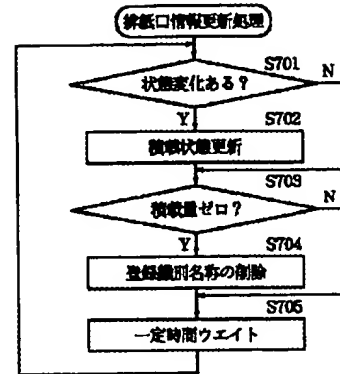 排紙口情報更新処理
S701
状態変化ある?
N
Y
S702
積載状態更新
S703
積載量ゼロ?
N
Y
S704
登録識別名称の削除
S705
一定時間ウエイト